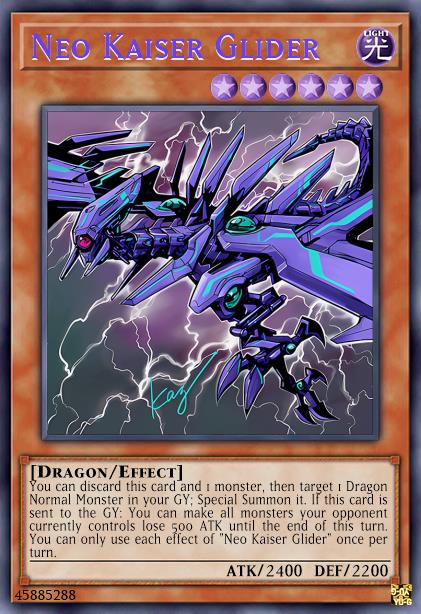 NEO KAISER GLIDER
LIGHT
光
Kaz
[DRAGON/EFFECT]
You can discard this card and 1 monster, then target 1 Dragon
Normal Monster in your GY; Special Summon it. If this card is
sent to the GY: You can make all monsters your opponent
currently controls lose 500 ATK until the end of this turn.
You can only use each effect of "Neo Kaiser Glider" once per
turn.
ATK/2400 DEF/2200
45885288